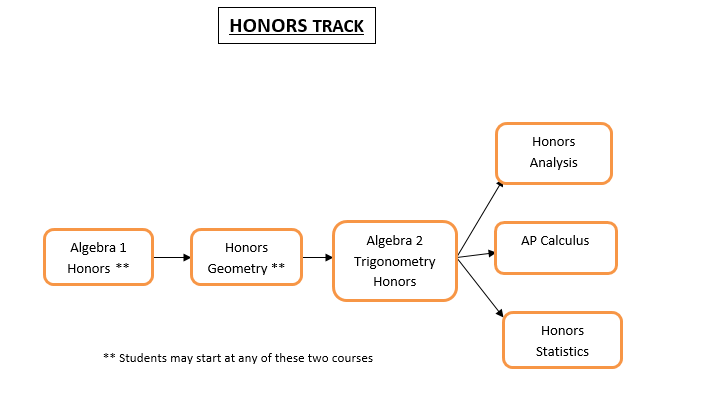 HONORS TRACK
Honors
Analysis
Algebra 1
Honors **
Honors
Geometry **
Algebra 2
Trigonometry
Honors
AP Calculus
Honors
Statistics
** Students may start at any of these two courses